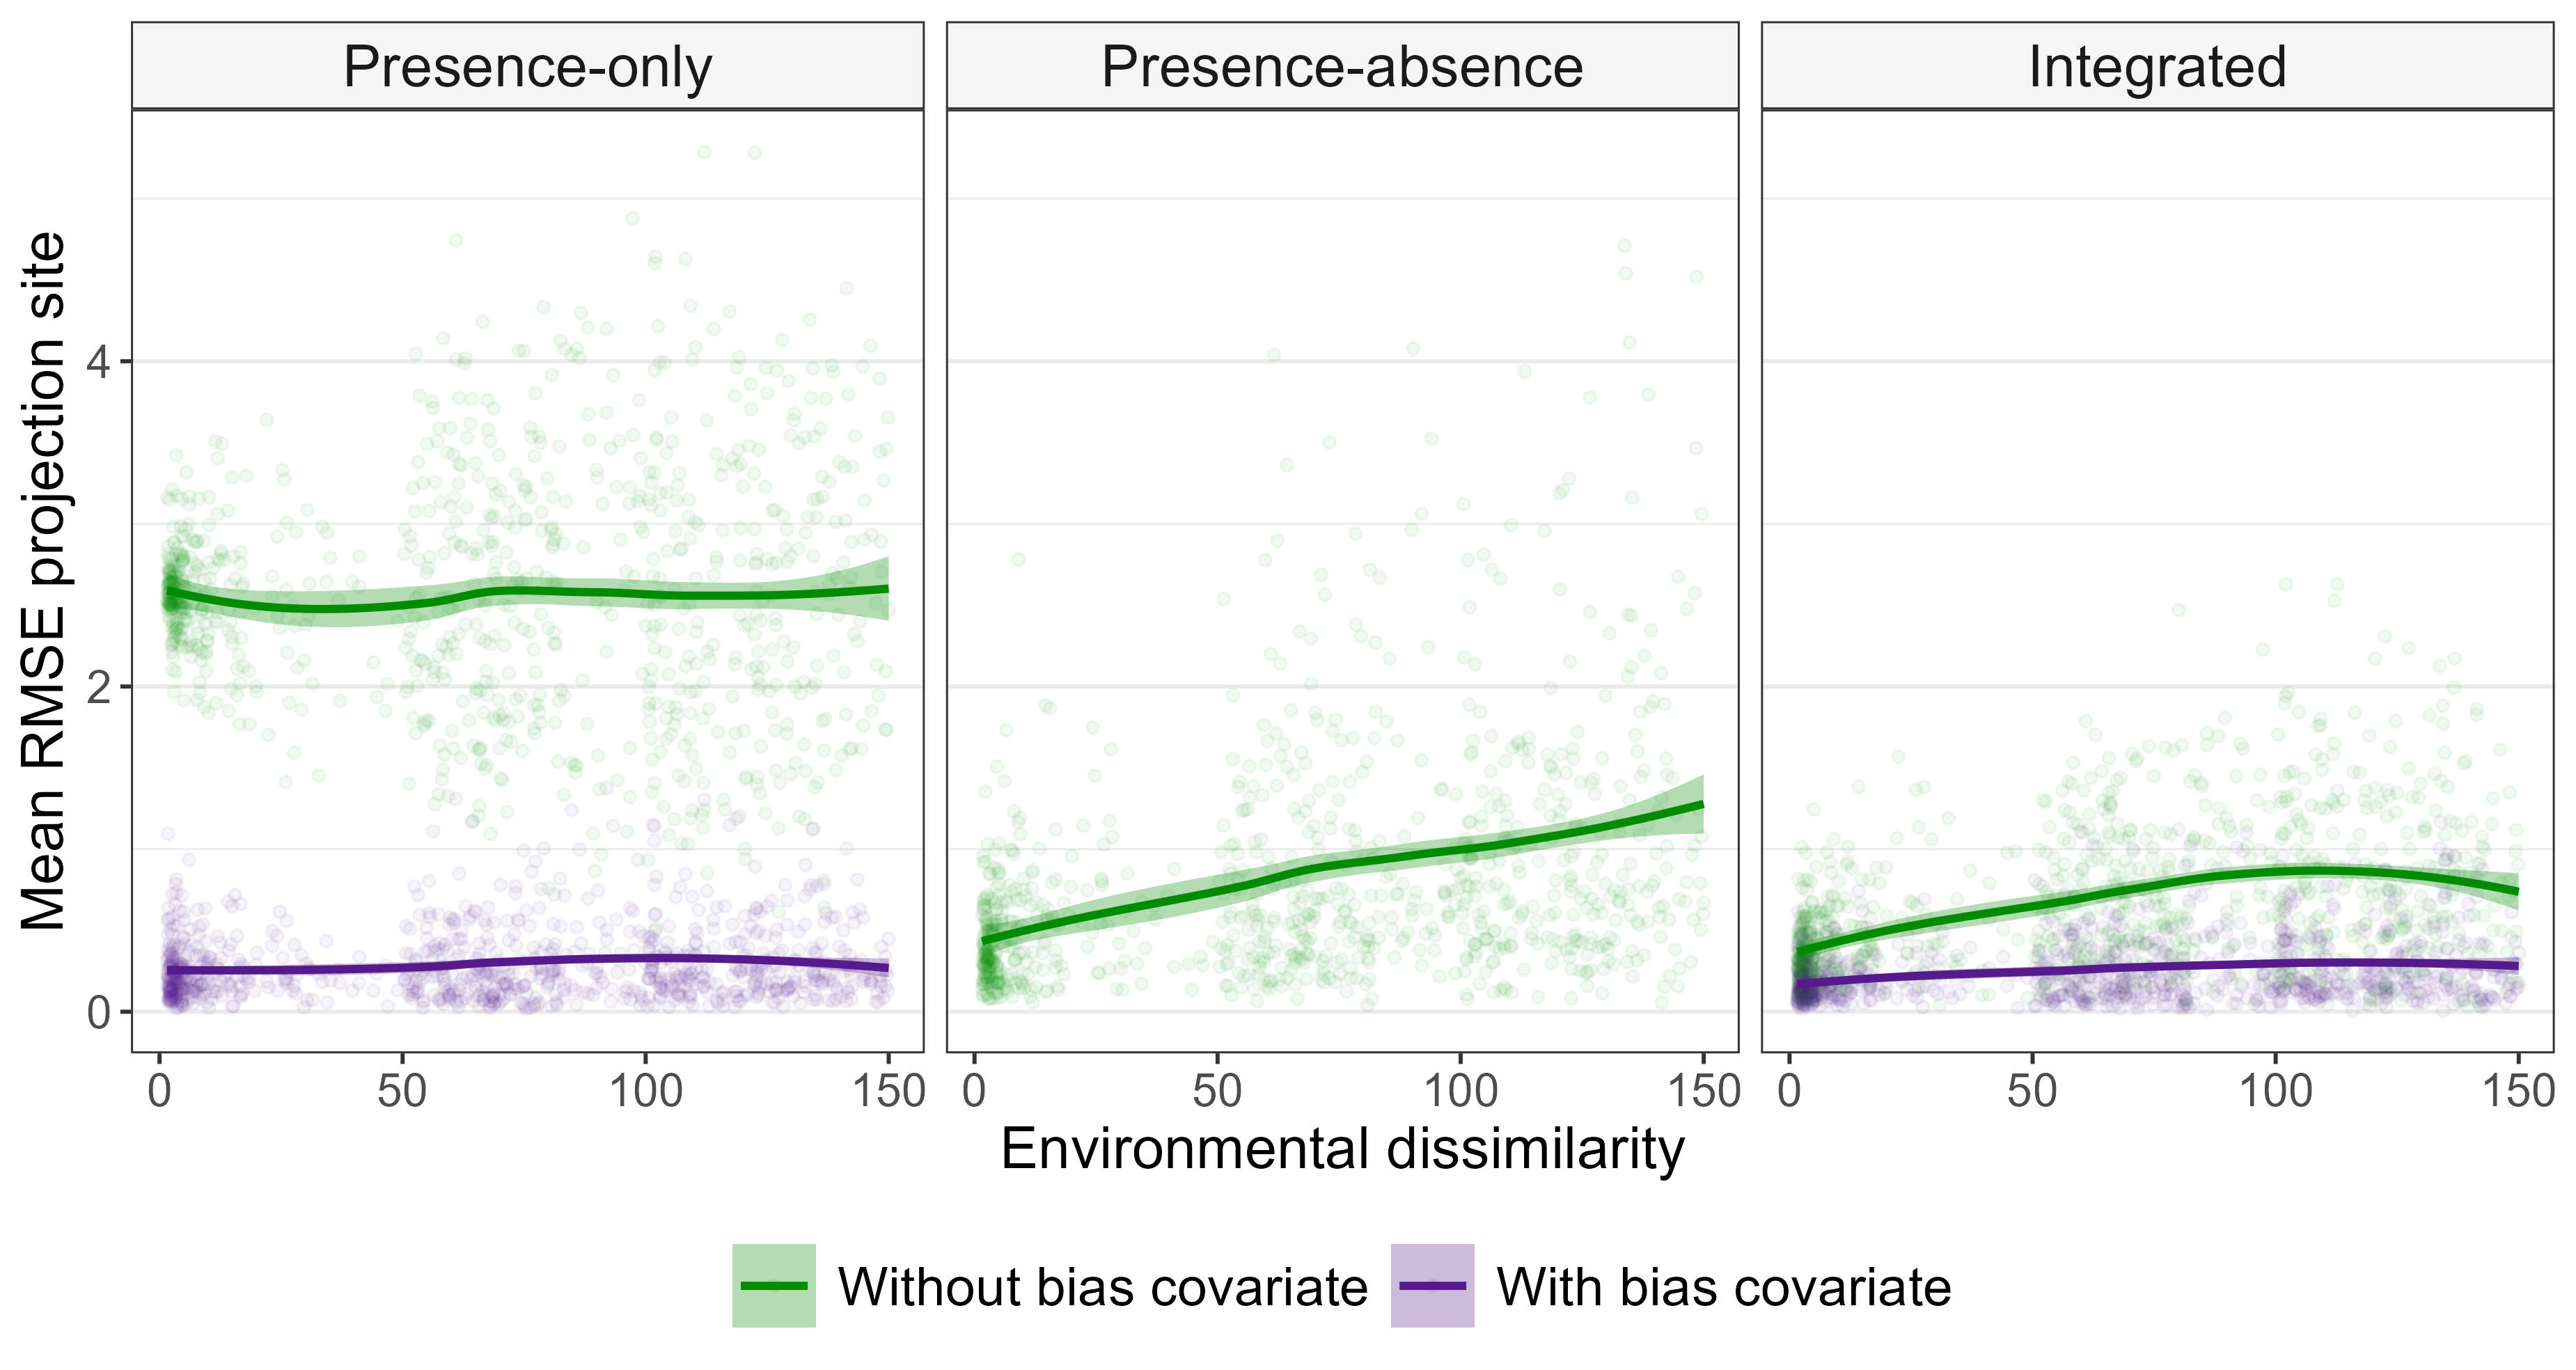 Presence-only
Presence-absence
Integrated
Mean RMSE projection site
4
2
0
0 50 100 150
0 50 100 150
0 50 100 150
Environmental dissimilarity
Without bias covariate
With bias covariate